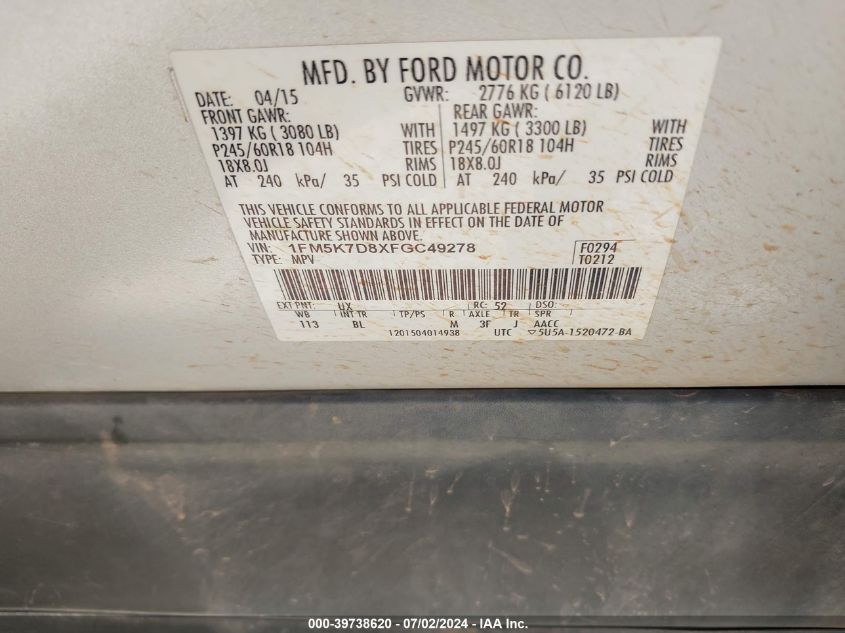 MFD. BY FORD MOTOR CO.
DATE: 04/15 GVWR: 2776 KG ( 6120 LB)
FRONT GAWR: REAR GAWR:
1397 KG ( 3080 LB) WITH 1497 KG ( 3300 LB) WITH
P245/60R18 104H TIRES P245/60R18 104H TIRES
18X8.0J RIMS 18X8.0J RIMS
AT 240 kPa/ 35 PSI COLD AT 240 kPa/ 35 PSI COLD
THIS VEHICLE CONFORMS TO ALL APPLICABLE FEDERAL MOTOR
VEHICLE SAFETY STANDARDS IN EFFECT ON THE DATE OF
MANUFACTURE SHOWN ABOVE.
VIN: 1FM5K7D8XFGC49278 F0294
TYPE: MPV T0212
EXT PNT: UX RC: 52 DSO:
WB INT TR TP/PS R AXLE TR SPR
113 BL M 3F J AACC
1201504014938 UTC ▽5U5A-1520472-BA
000-39738620 / 07/02/2024 - IAA Inc.